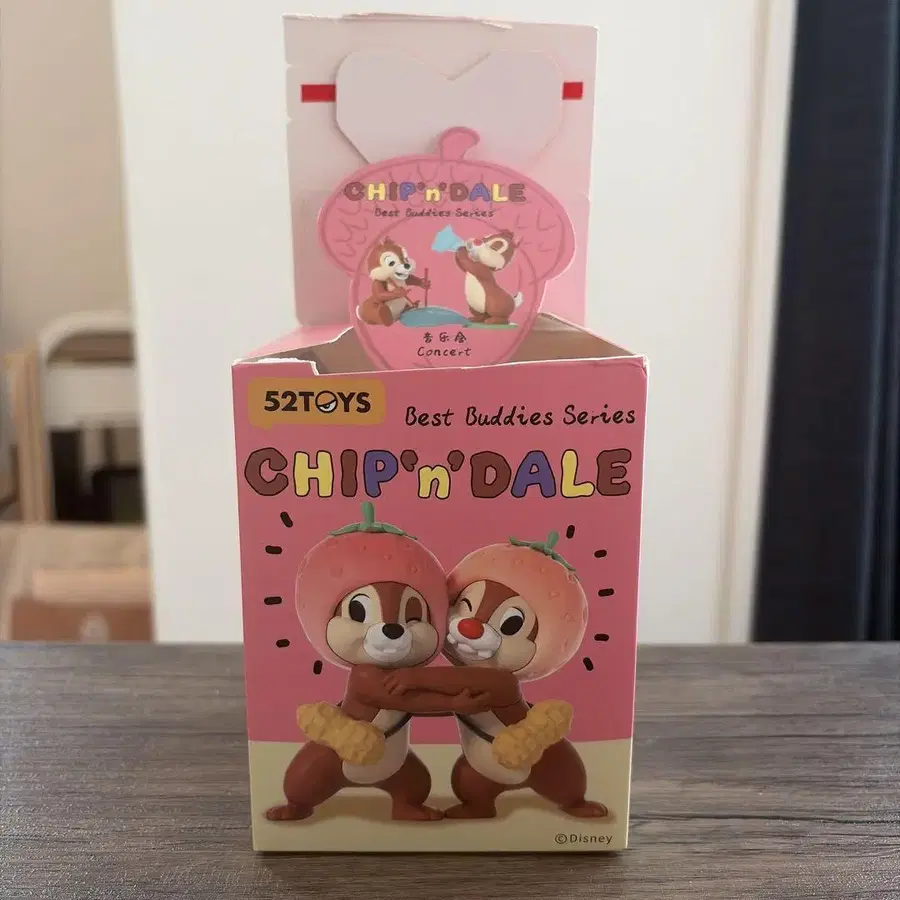 CHIP'n'DALE
Best Buddies Series
音乐会
Concert
52TOYS
Best Buddies Series
CHIP'n'DALE
©Disney